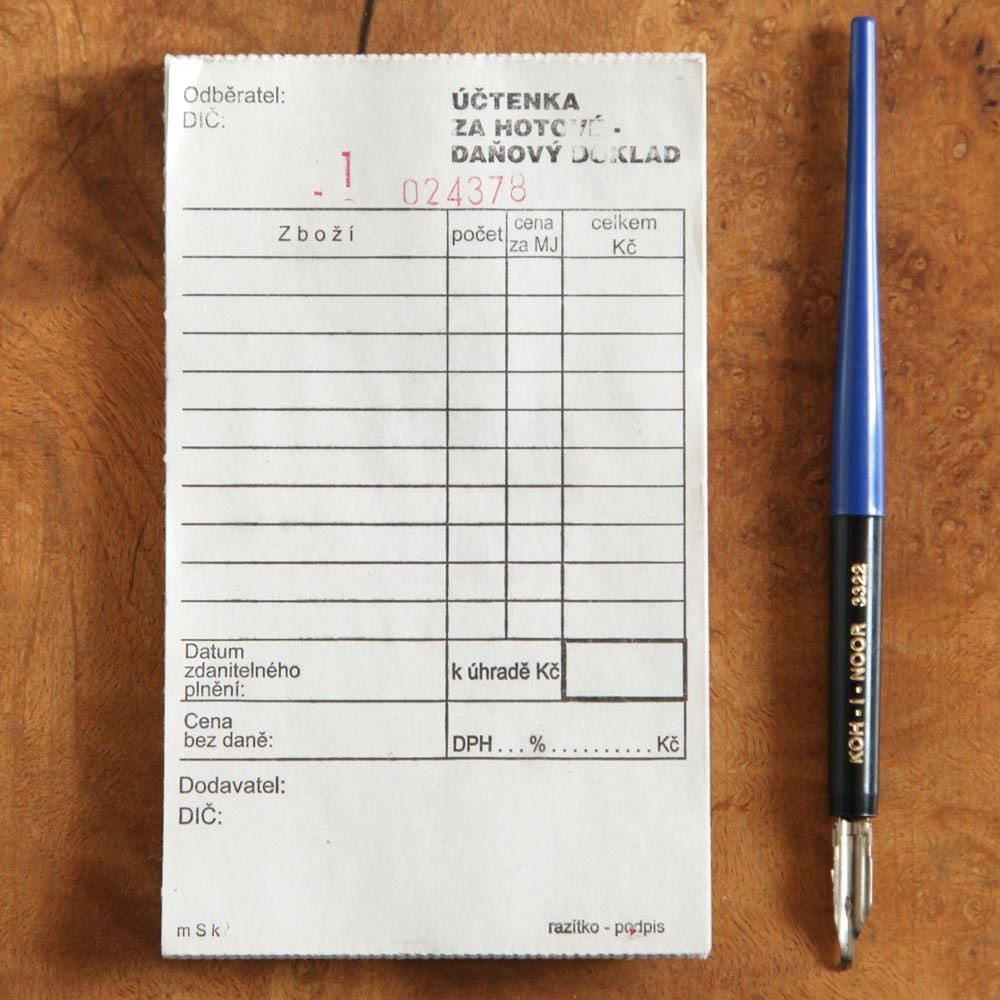 Odběratel:
DIČ:
ÚČTENKA
ZA HOTOVÉ -
DAŇOVÝ DOKLAD
- 1 024378
Zboží počet cena za MJ celkem Kč
Datum
zdanitelného
plnění:
k úhradě Kč
Cena
bez daně:
DPH . . . % . . . . . . . . . . Kč
Dodavatel:
DIČ:
mSk
razítko - podpis
KOH-I-NOOR 3322